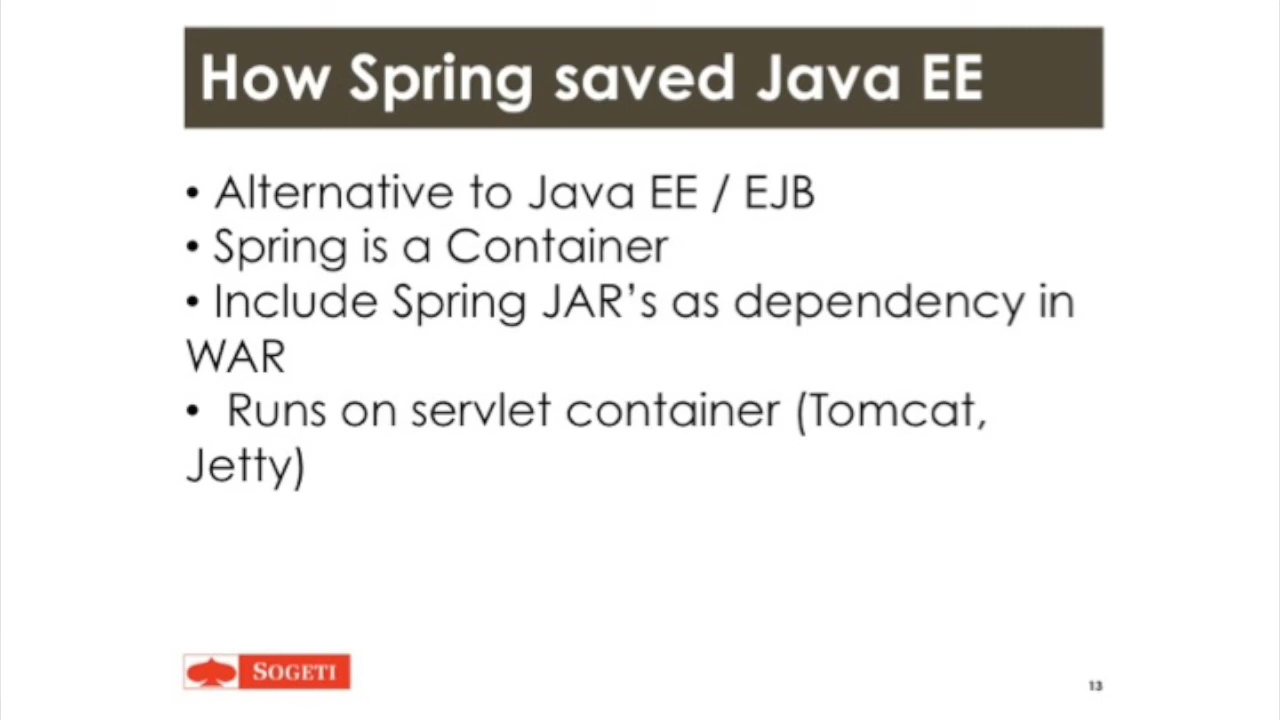 How Spring saved Java EE
• Alternative to Java EE / EJB
• Spring is a Container
• Include Spring JAR’s as dependency in
WAR
• Runs on servlet container (Tomcat,
Jetty)
SOGETI
13